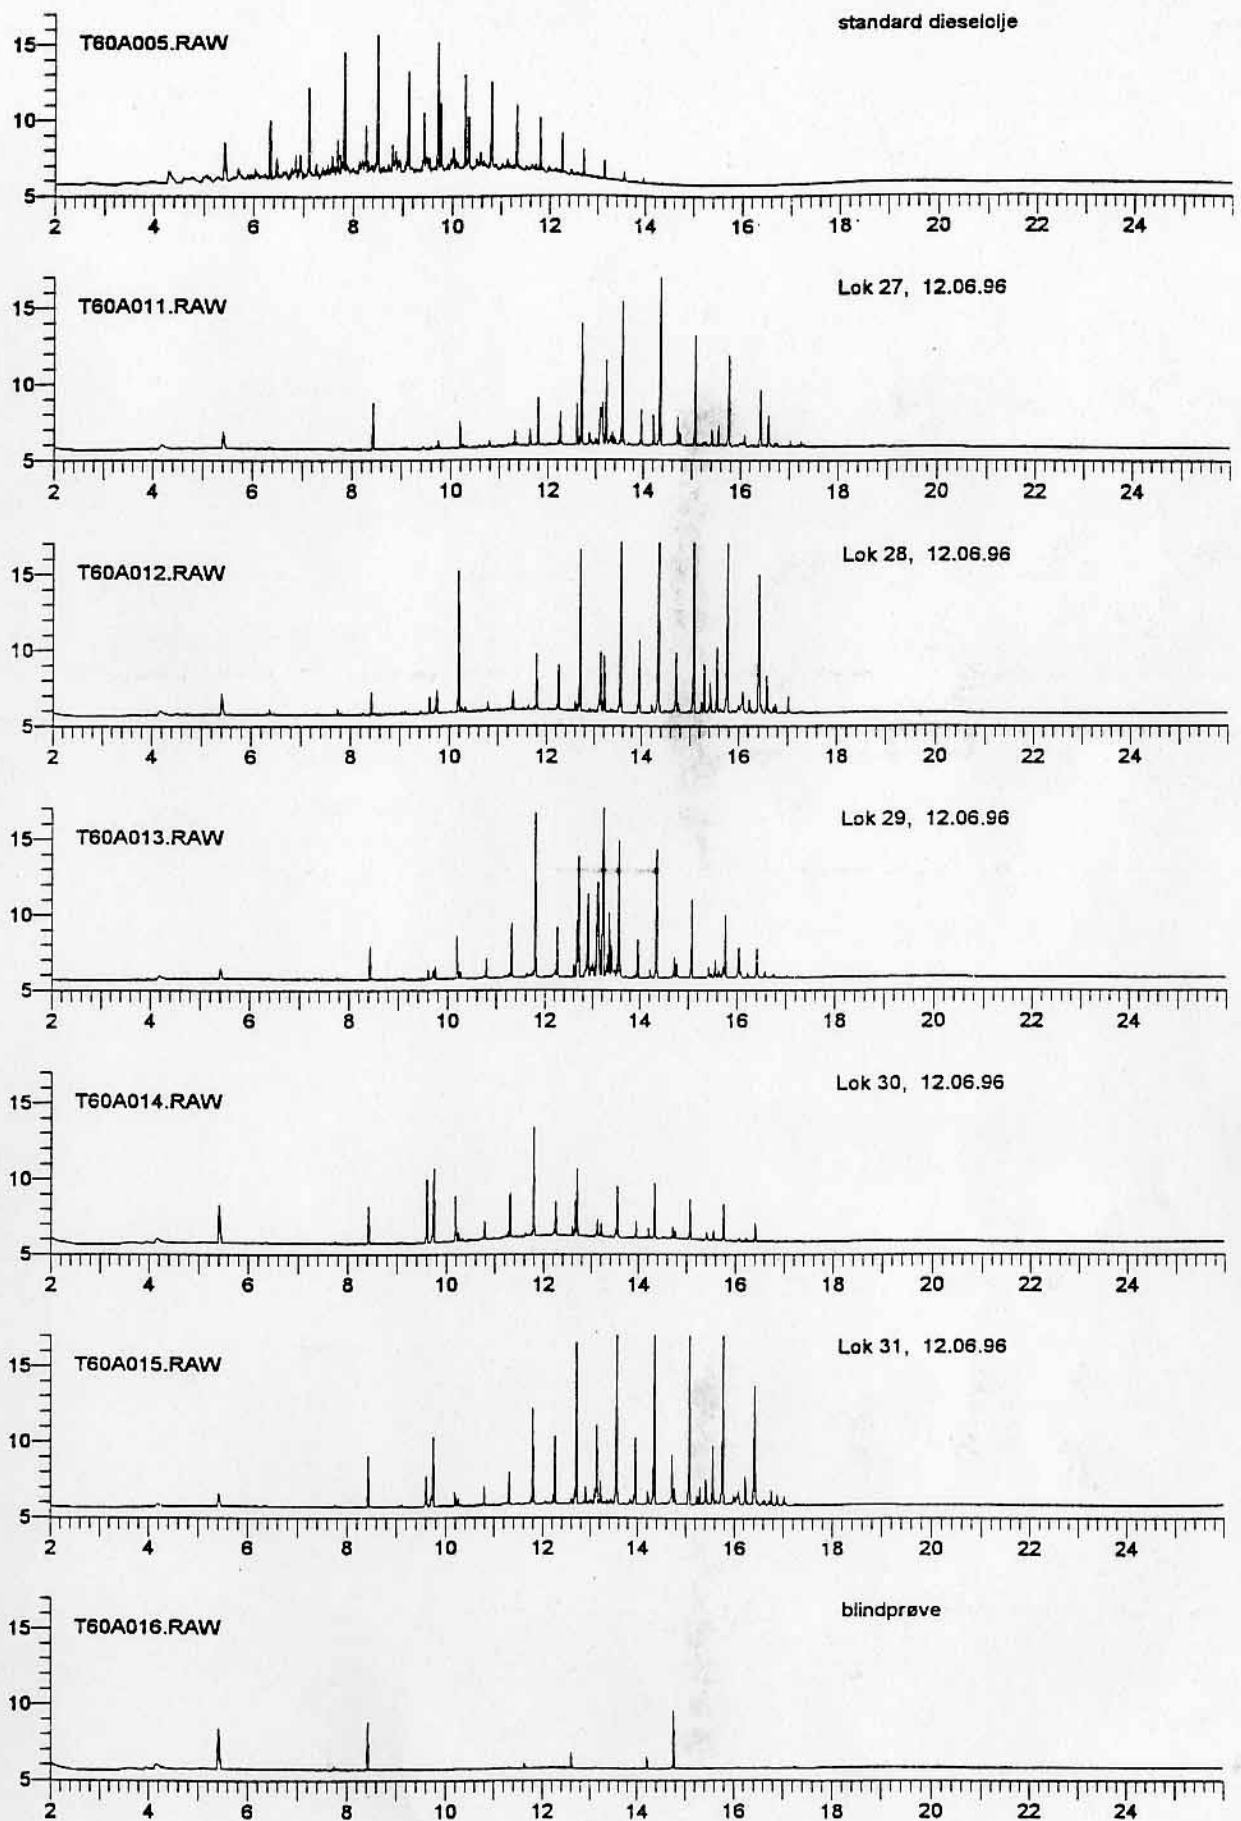 standard dieselolje
T60A005.RAW
15
10
5
2 4 6 8 10 12 14 16 18 20 22 24
Lok 27, 12.06.96
T60A011.RAW
15
10
5
2 4 6 8 10 12 14 16 18 20 22 24
Lok 28, 12.06.96
T60A012.RAW
15
10
5
2 4 6 8 10 12 14 16 18 20 22 24
Lok 29, 12.06.96
T60A013.RAW
15
10
5
2 4 6 8 10 12 14 16 18 20 22 24
Lok 30, 12.06.96
T60A014.RAW
15
10
5
2 4 6 8 10 12 14 16 18 20 22 24
Lok 31, 12.06.96
T60A015.RAW
15
10
5
2 4 6 8 10 12 14 16 18 20 22 24
blindprøve
T60A016.RAW
15
10
5
2 4 6 8 10 12 14 16 18 20 22 24